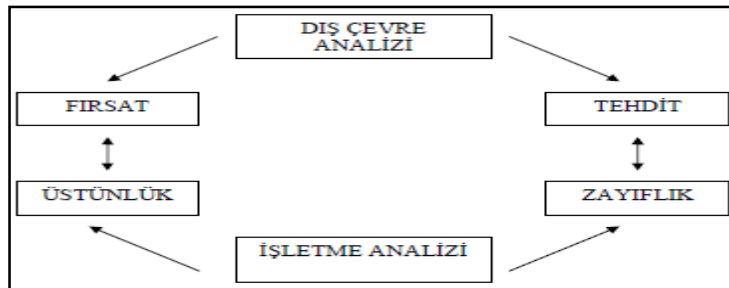 DIŞ ÇEVRE
ANALİZİ
FIRSAT
TEHDİT
ÜSTÜNLÜK
ZAYIFLIK
İŞLETME ANALİZİ